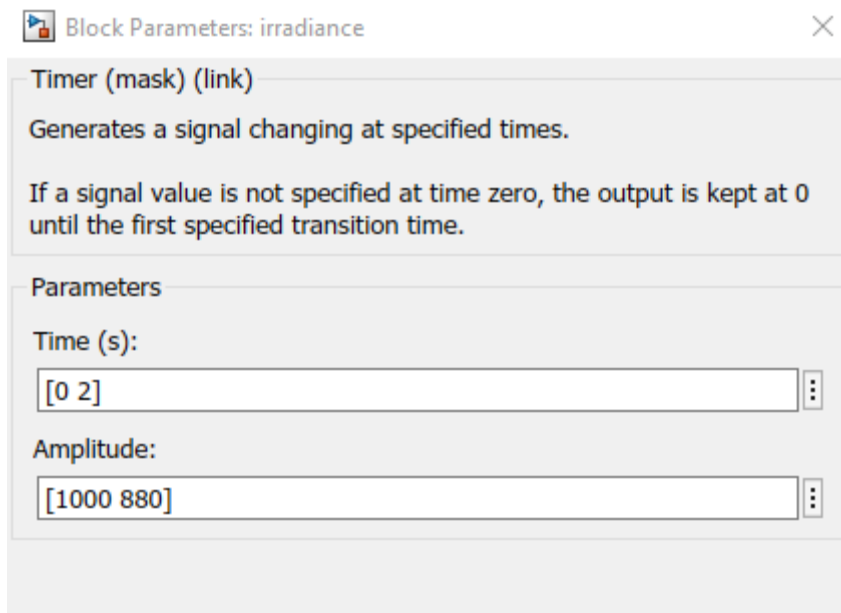 Block Parameters: irradiance
Timer (mask) (link)
Generates a signal changing at specified times.
If a signal value is not specified at time zero, the output is kept at 0
until the first specified transition time.
Parameters
Time (s):
[0 2]
Amplitude:
[1000 880]